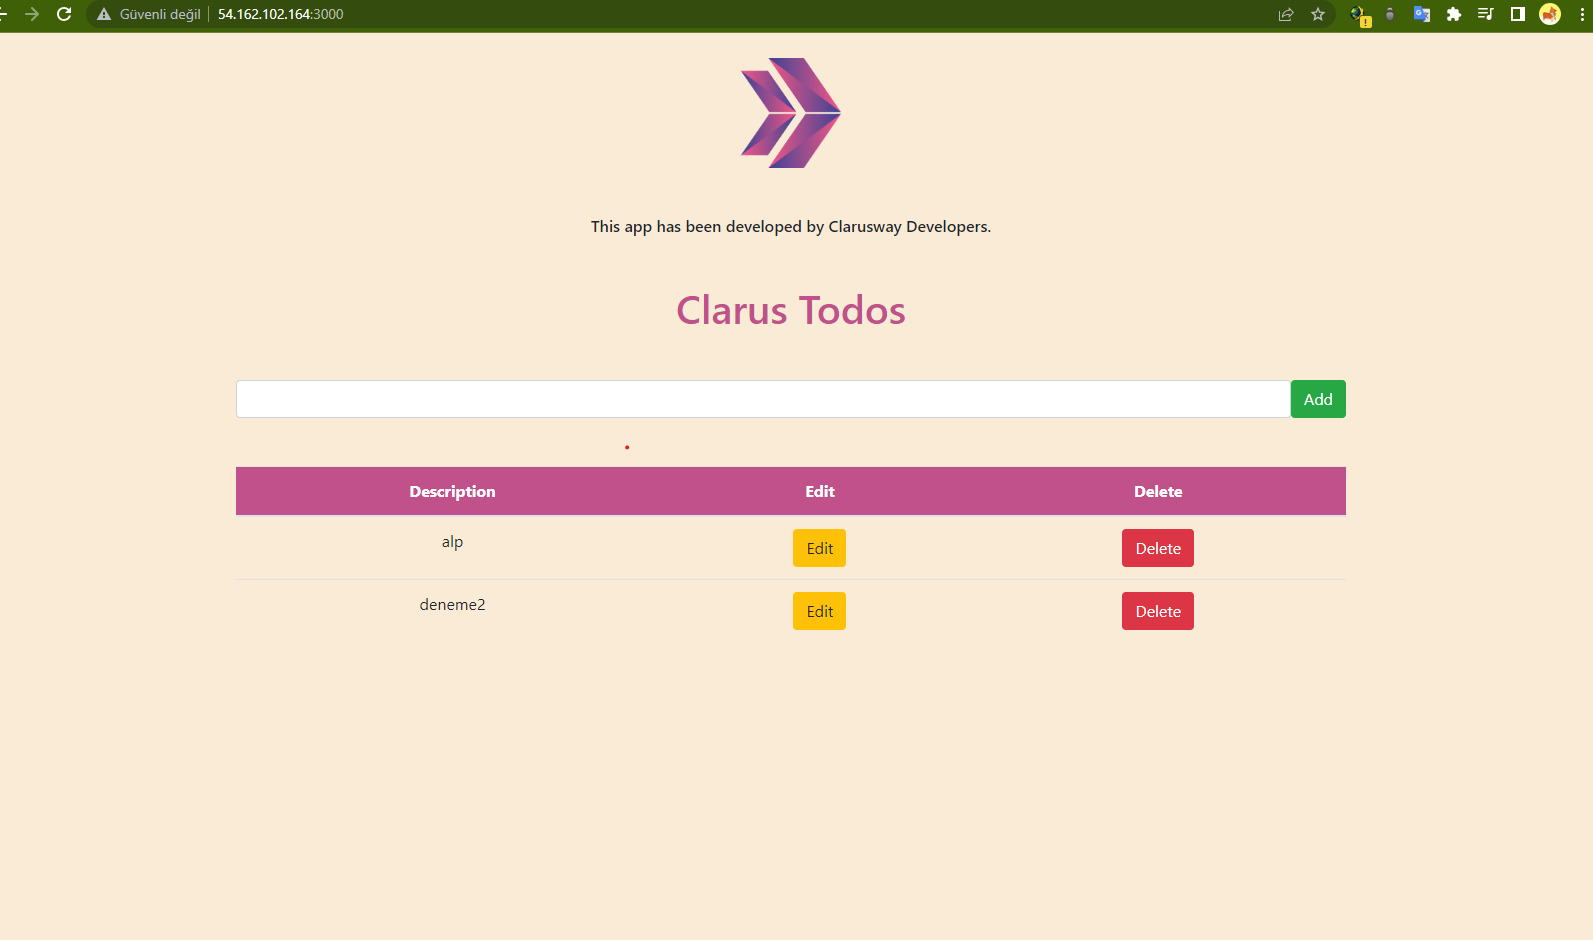 Güvenli değil 54.162.102.164:3000
This app has been developed by Clarusway Developers.
Clarus Todos
Add
Description Edit Delete
alp Edit Delete
deneme2 Edit Delete